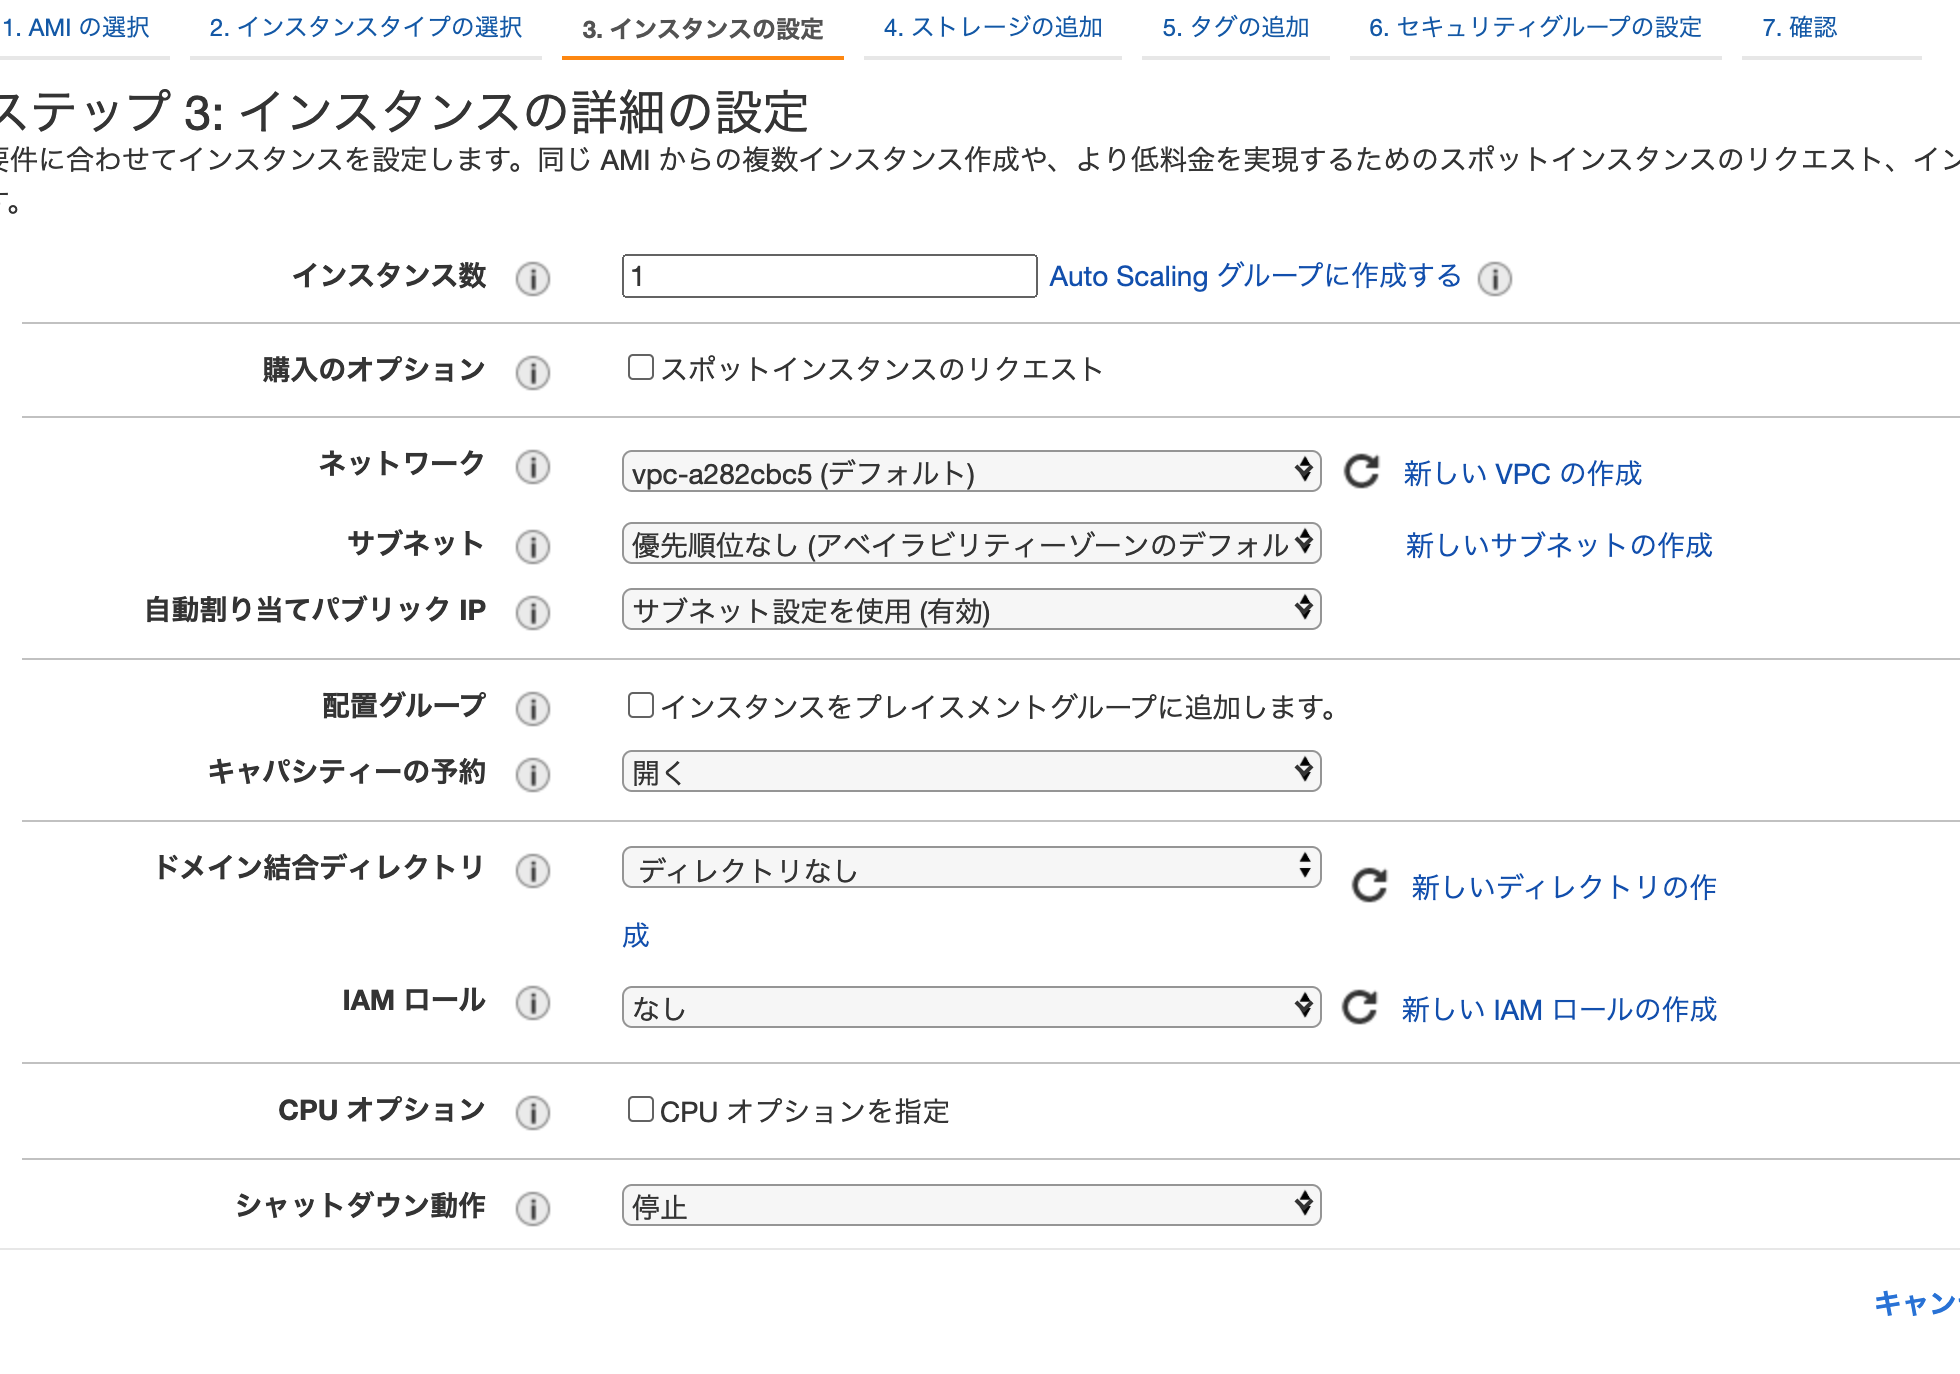 1. AMI の選択 2. インスタンスタイプの選択 3. インスタンスの設定 4. ストレージの追加 5. タグの追加 6. セキュリティグループの設定 7. 確認
ステップ 3: インスタンスの詳細の設定
要件に合わせてインスタンスを設定します。同じ AMI からの複数インスタンス作成や、より低料金を実現するためのスポットインスタンスのリクエスト、イン
す。
インスタンス数 1 Auto Scaling グループに作成する
購入のオプション スポットインスタンスのリクエスト
ネットワーク vpc-a282cbc5 (デフォルト) 新しい VPC の作成
サブネット 優先順位なし (アベイラビリティーゾーンのデフォル 新しいサブネットの作成
自動割り当てパブリック IP サブネット設定を使用 (有効)
配置グループ インスタンスをプレイスメントグループに追加します。
キャパシティーの予約 開く
ドメイン結合ディレクトリ ディレクトリなし 新しいディレクトリの作
成
IAM ロール なし 新しい IAM ロールの作成
CPU オプション CPU オプションを指定
シャットダウン動作 停止
キャン